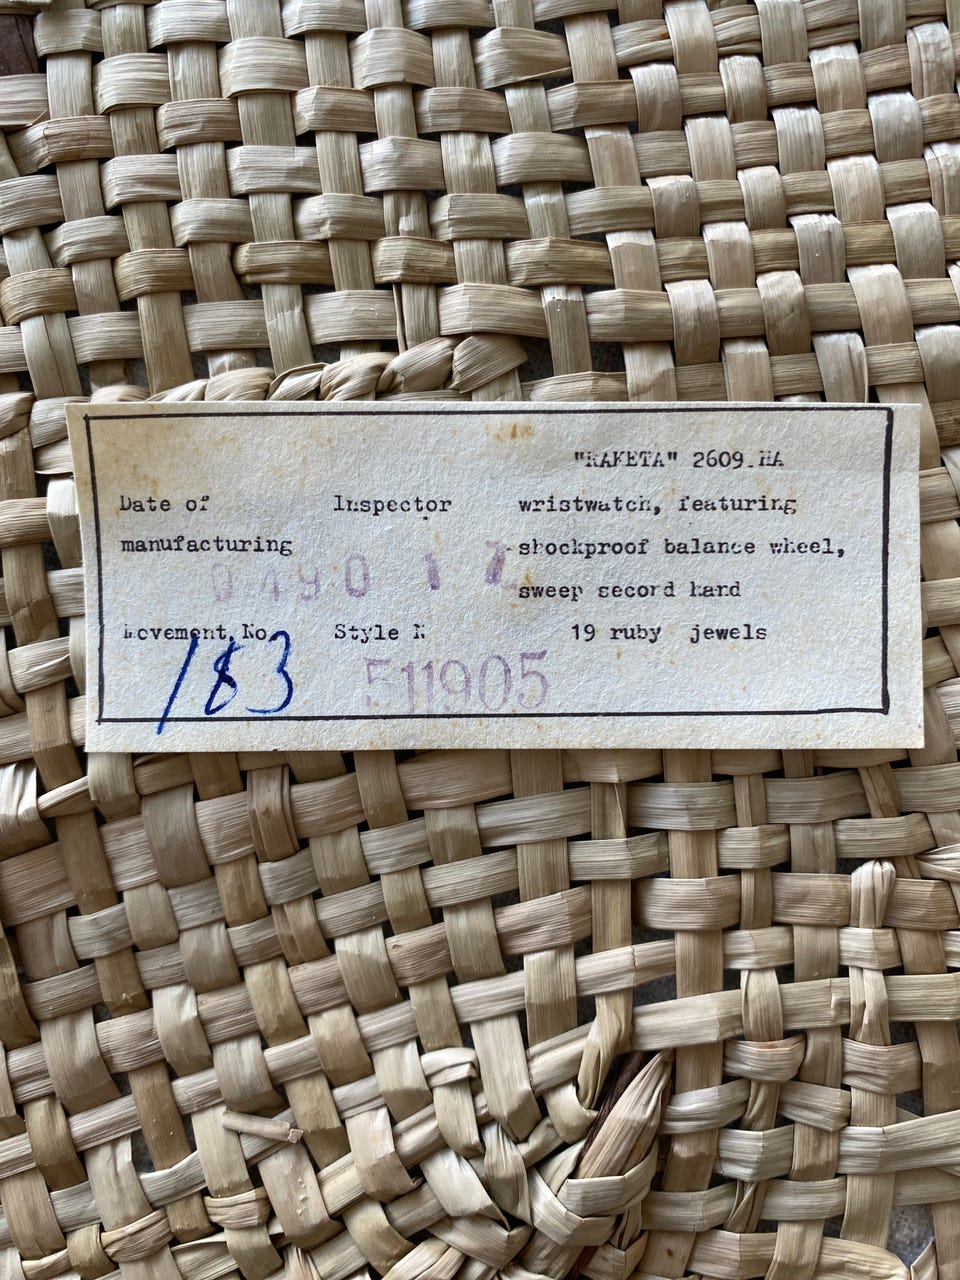 "RAKETA" 2609.HA
Date of Inspector wristwatch, featuring
manufacturing shockproof balance wheel,
0490 1
sweep second hand
Movement No Style N 19 ruby jewels
183 511905